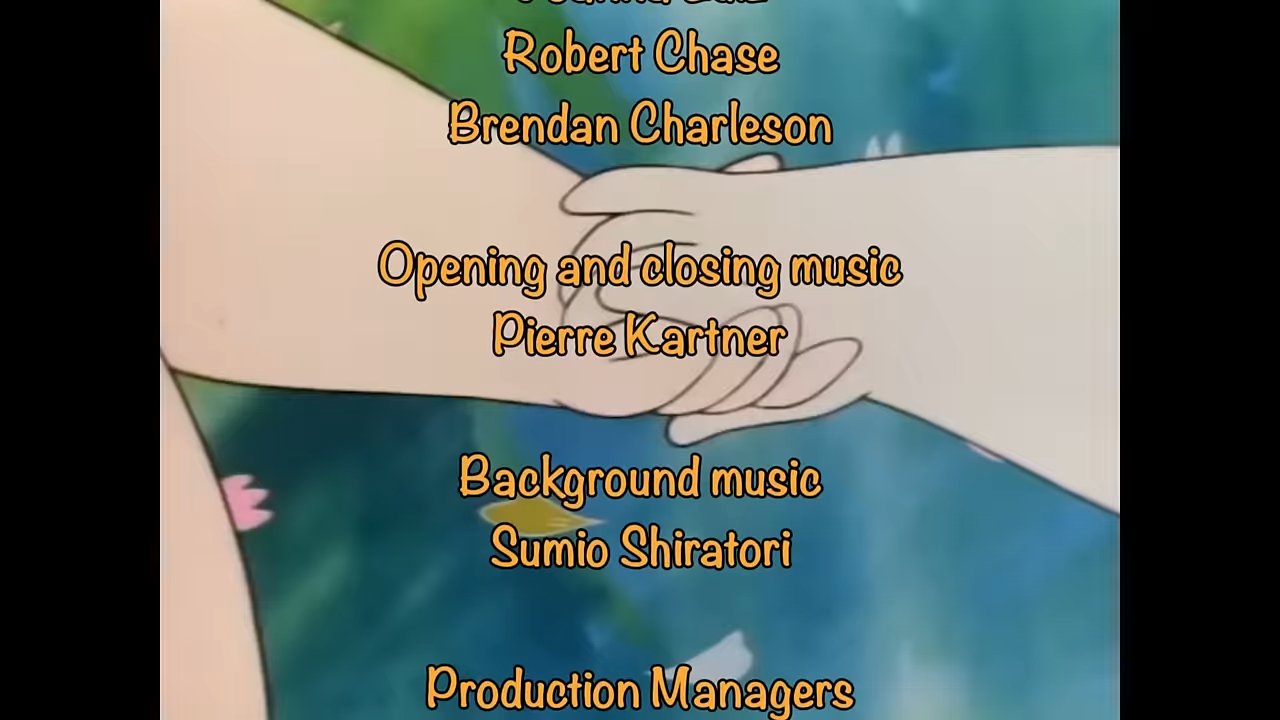 Robert Chase
Brendan Charleson
Opening and closing music
Pierre Kartner
Background music
Sumio Shiratori
Production Managers